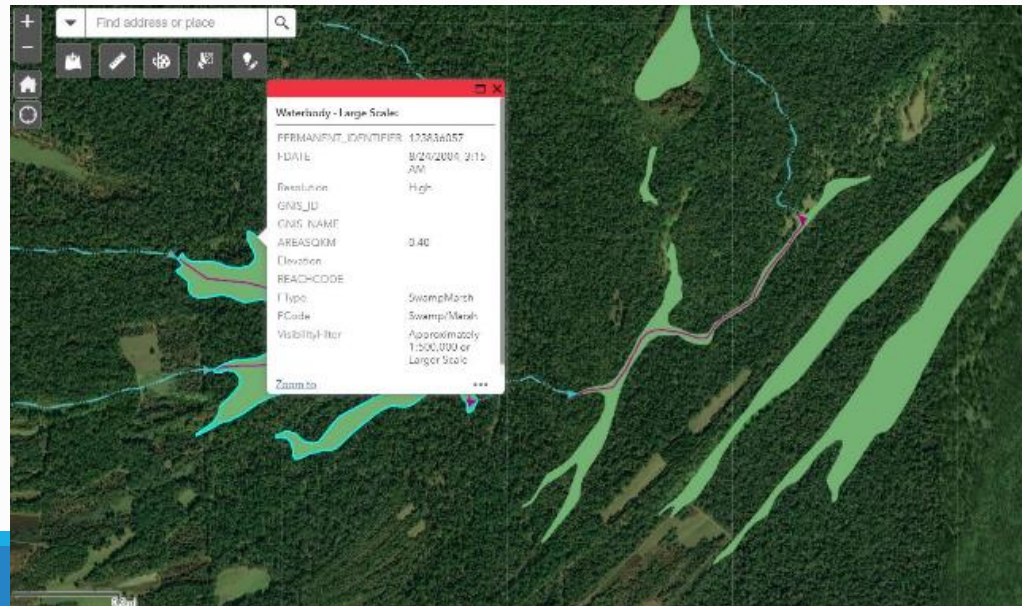 Find address or place
Waterbody - Large Scale:
PERMANENT_IDENTIFIER 123836057
FDATE 8/24/2004, 3:15 AM
Resolution High
GNIS_ID
GNIS_NAME
AREASQKM 0.40
Elevation
REACHCODE
FType SwampMarsh
FCode Swamp/Marsh
VisibilityFilter Approximately
1:500,000 or
Larger Scale
Zoom to